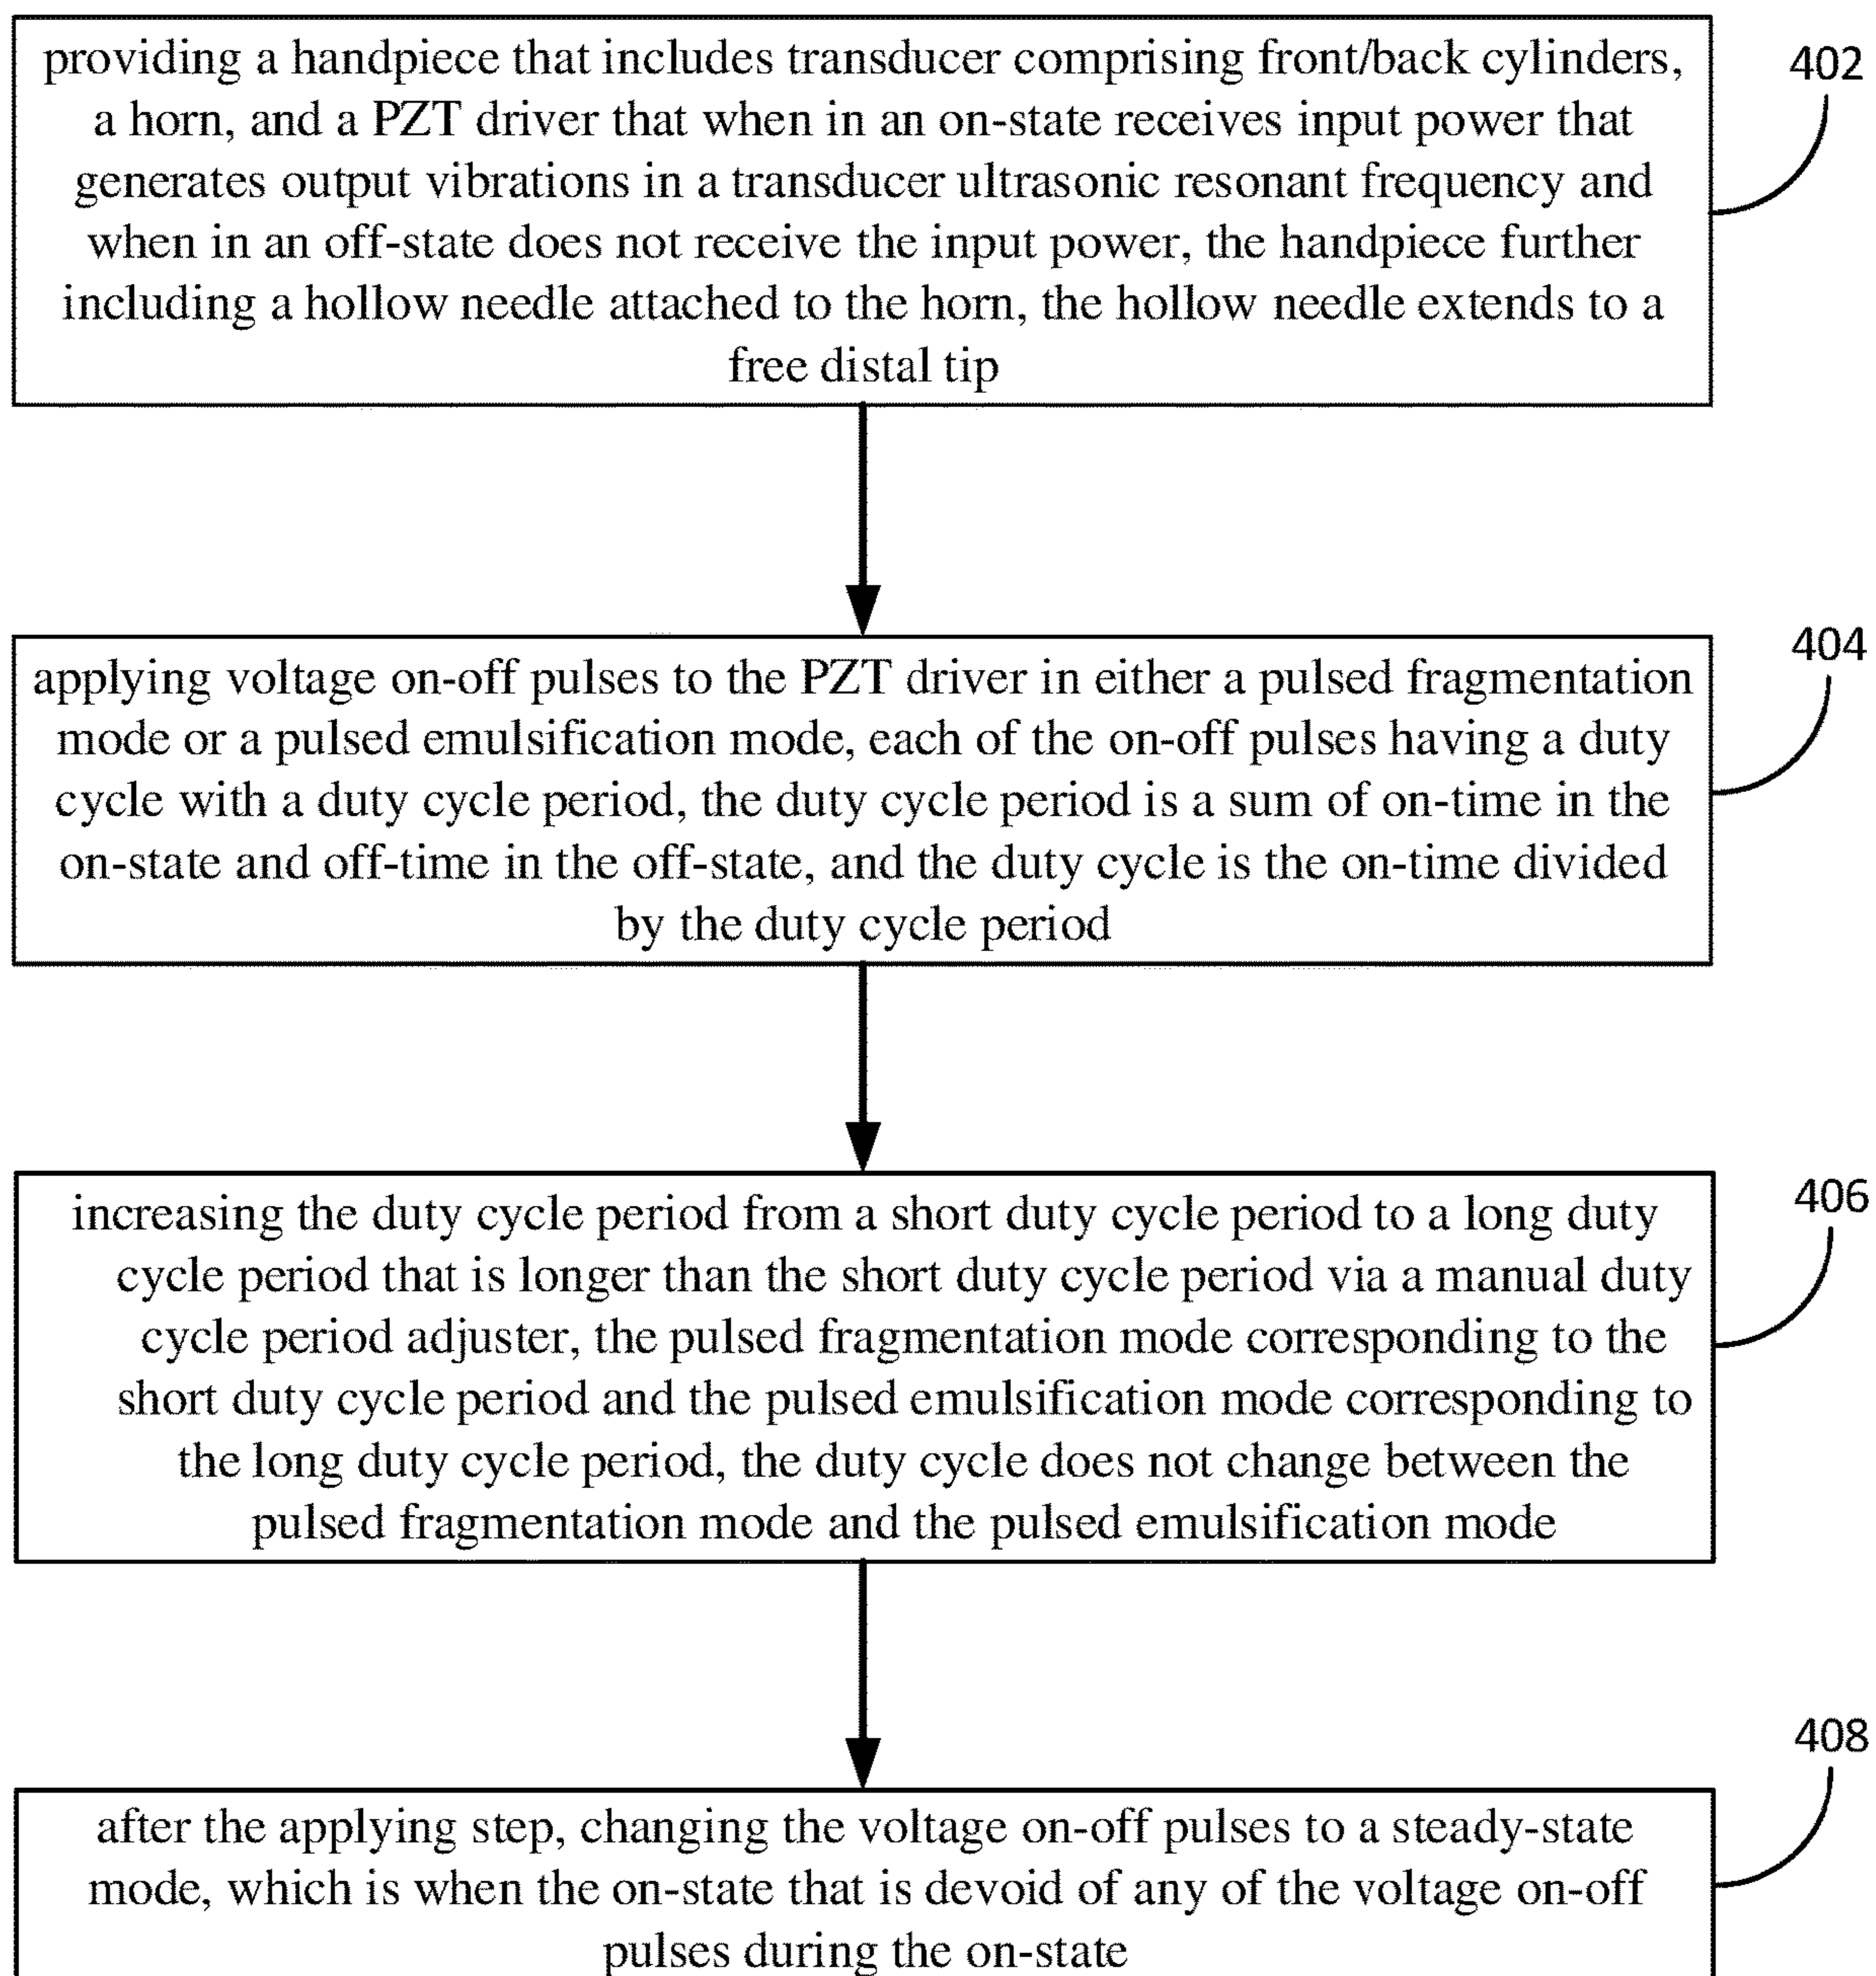 providing a handpiece that includes transducer comprising front/back cylinders,
a horn, and a PZT driver that when in an on-state receives input power that
generates output vibrations in a transducer ultrasonic resonant frequency and
when in an off-state does not receive the input power, the handpiece further
including a hollow needle attached to the horn, the hollow needle extends to a
free distal tip
402
applying voltage on-off pulses to the PZT driver in either a pulsed fragmentation
mode or a pulsed emulsification mode, each of the on-off pulses having a duty
cycle with a duty cycle period, the duty cycle period is a sum of on-time in the
on-state and off-time in the off-state, and the duty cycle is the on-time divided
by the duty cycle period
404
increasing the duty cycle period from a short duty cycle period to a long duty
cycle period that is longer than the short duty cycle period via a manual duty
cycle period adjuster, the pulsed fragmentation mode corresponding to the
short duty cycle period and the pulsed emulsification mode corresponding to
the long duty cycle period, the duty cycle does not change between the
pulsed fragmentation mode and the pulsed emulsification mode
406
after the applying step, changing the voltage on-off pulses to a steady-state
mode, which is when the on-state that is devoid of any of the voltage on-off
pulses during the on-state
408